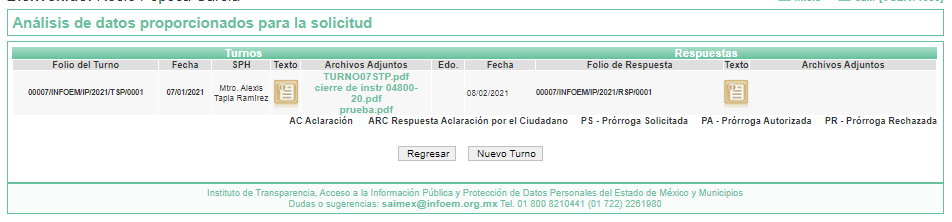 Análisis de datos proporcionados para la solicitud
Turnos Respuestas
Folio del Turno Fecha SPH Texto Archivos Adjuntos Edo. Fecha Folio de Respuesta Texto Archivos Adjuntos
00007/INFOEM/IP/2021/TSP/0001 07/01/2021 Mtro. Alexis Tapia Ramírez TURNO07STP.pdf cierre de instr 04800-20.pdf prueba.pdf 08/02/2021 00007/INFOEM/IP/2021/RSP/0001
AC Aclaración ARC Respuesta Aclaración por el Ciudadano PS - Prórroga Solicitada PA - Prórroga Autorizada PR - Prórroga Rechazada
Regresar Nuevo Turno
Instituto de Transparencia, Acceso a la Información Pública y Protección de Datos Personales del Estado de México y Municipios
Dudas o sugerencias: saimex@infoem.org.mx Tel. 01 800 8210441 (01 722) 2261980